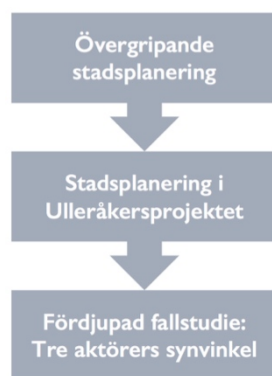 Övergripande
stadsplanering
Stadsplanering i
Ulleråkersprojektet
Fördjupad fallstudie:
Tre aktörers synvinkel